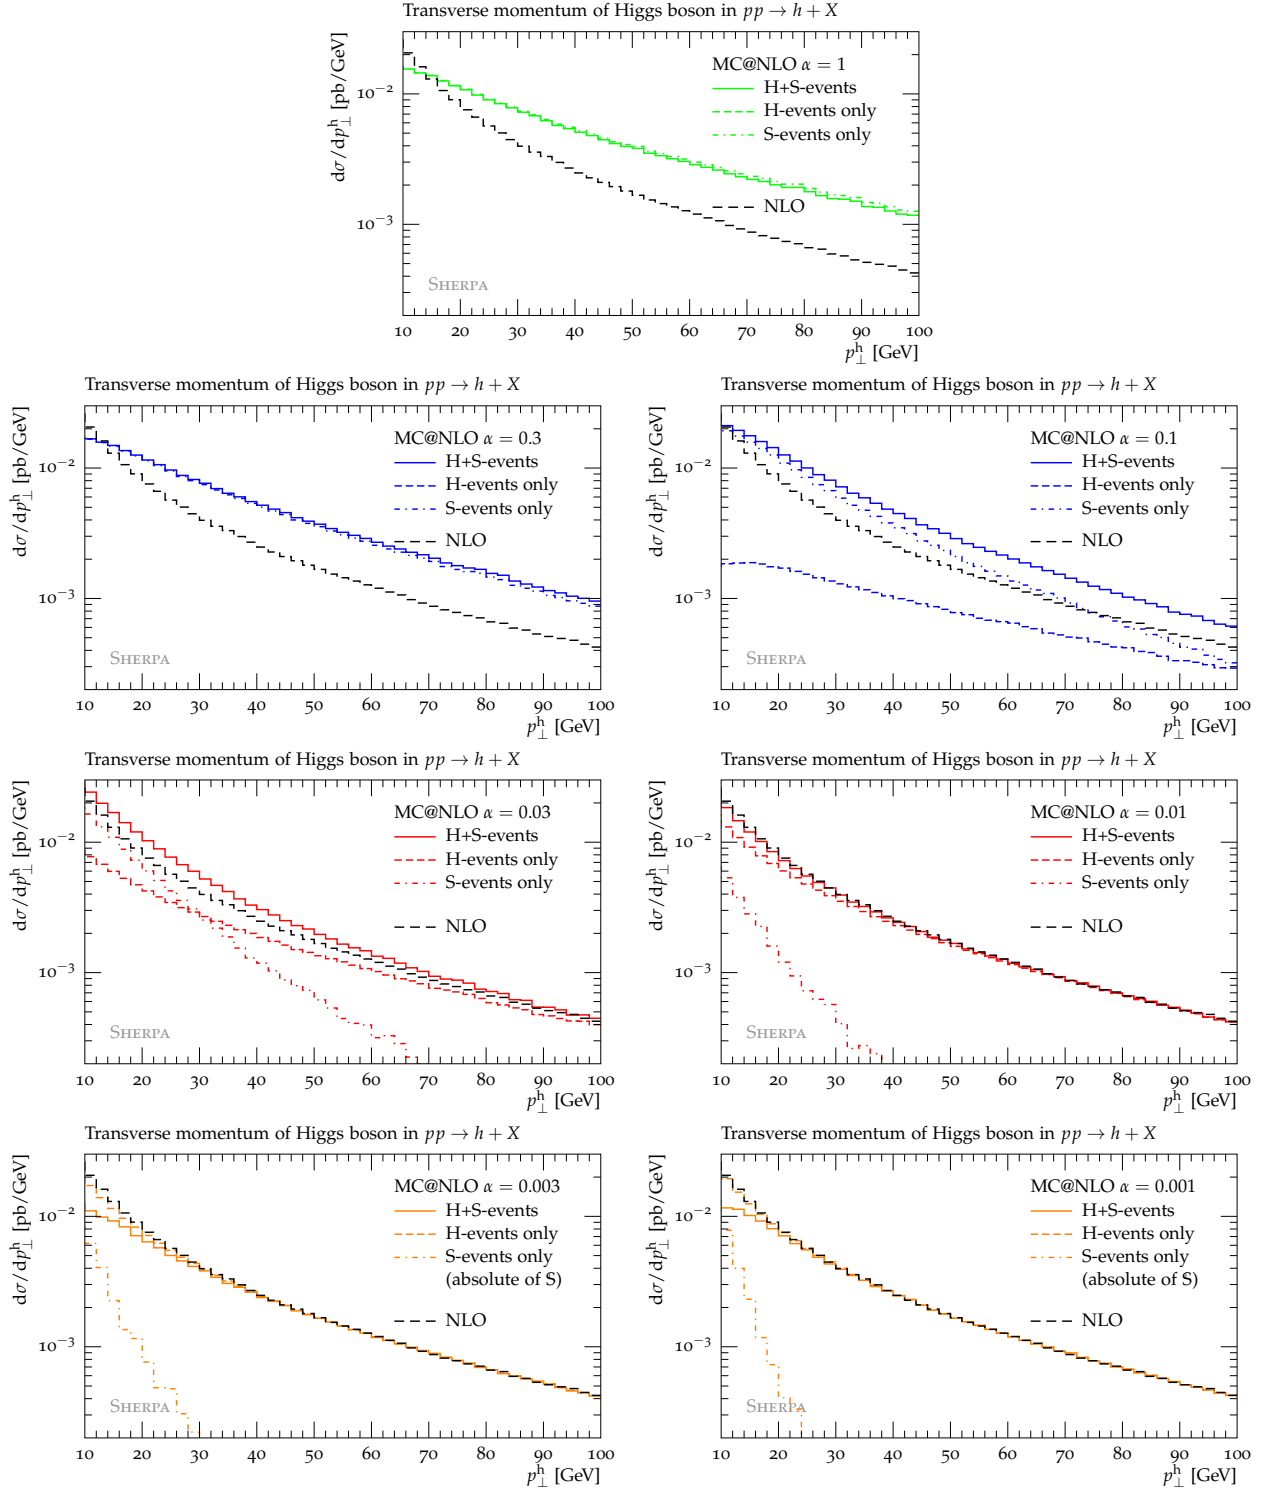 Transverse momentum of Higgs boson in pp → h + X
dσ/dp⊥^h [pb/GeV]
MC@NLO α = 1
H+S-events
H-events only
S-events only
NLO
10^−2
10^−3
SHERPA
10 20 30 40 50 60 70 80 90 100
p⊥^h [GeV]
Transverse momentum of Higgs boson in pp → h + X
dσ/dp⊥^h [pb/GeV]
MC@NLO α = 0.3
H+S-events
H-events only
S-events only
NLO
10^−2
10^−3
SHERPA
10 20 30 40 50 60 70 80 90 100
p⊥^h [GeV]
Transverse momentum of Higgs boson in pp → h + X
dσ/dp⊥^h [pb/GeV]
MC@NLO α = 0.1
H+S-events
H-events only
S-events only
NLO
10^−2
10^−3
SHERPA
10 20 30 40 50 60 70 80 90 100
p⊥^h [GeV]
Transverse momentum of Higgs boson in pp → h + X
dσ/dp⊥^h [pb/GeV]
MC@NLO α = 0.03
H+S-events
H-events only
S-events only
NLO
10^−2
10^−3
SHERPA
10 20 30 40 50 60 70 80 90 100
p⊥^h [GeV]
Transverse momentum of Higgs boson in pp → h + X
dσ/dp⊥^h [pb/GeV]
MC@NLO α = 0.01
H+S-events
H-events only
S-events only
NLO
10^−2
10^−3
SHERPA
10 20 30 40 50 60 70 80 90 100
p⊥^h [GeV]
Transverse momentum of Higgs boson in pp → h + X
dσ/dp⊥^h [pb/GeV]
MC@NLO α = 0.003
H+S-events
H-events only
S-events only
(absolute of S)
NLO
10^−2
10^−3
SHERPA
10 20 30 40 50 60 70 80 90 100
p⊥^h [GeV]
Transverse momentum of Higgs boson in pp → h + X
dσ/dp⊥^h [pb/GeV]
MC@NLO α = 0.001
H+S-events
H-events only
S-events only
(absolute of S)
NLO
10^−2
10^−3
SHERPA
10 20 30 40 50 60 70 80 90 100
p⊥^h [GeV]